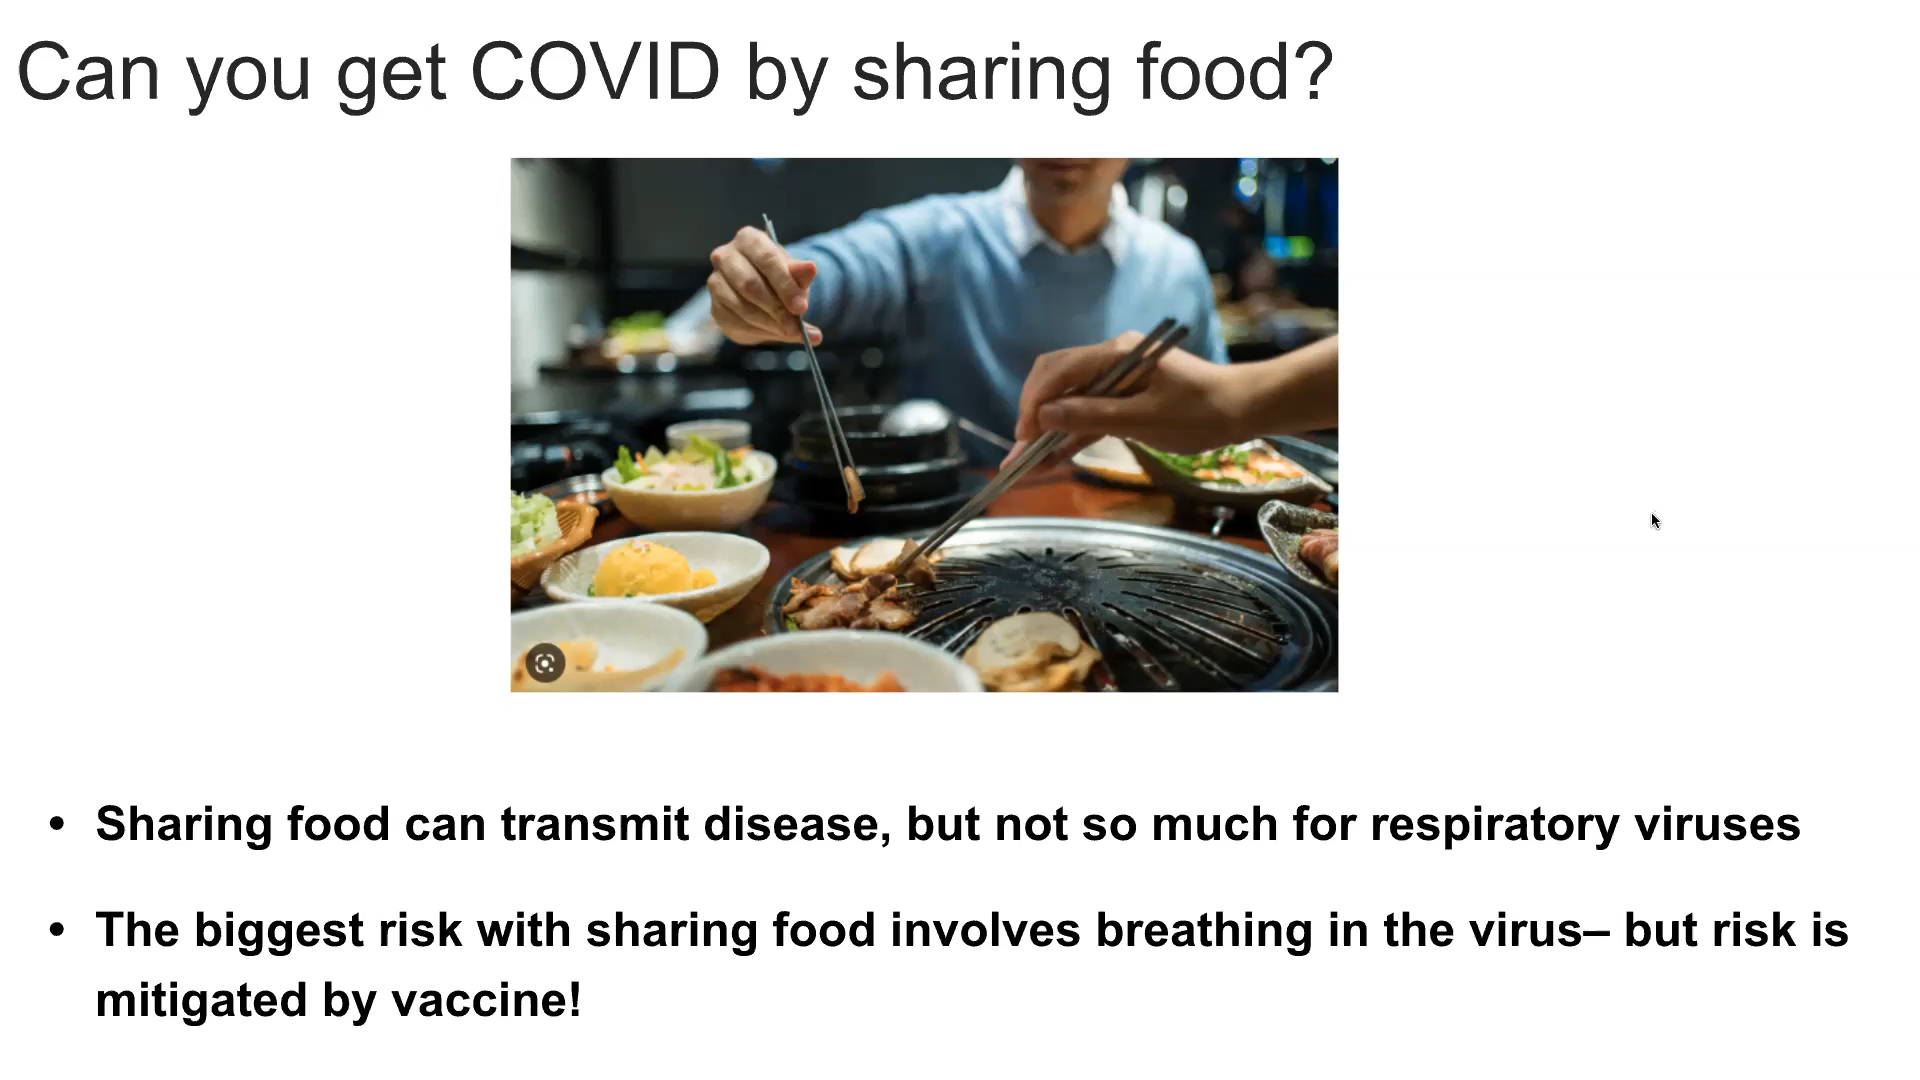 Can you get COVID by sharing food?
• Sharing food can transmit disease, but not so much for respiratory viruses
• The biggest risk with sharing food involves breathing in the virus– but risk is
mitigated by vaccine!